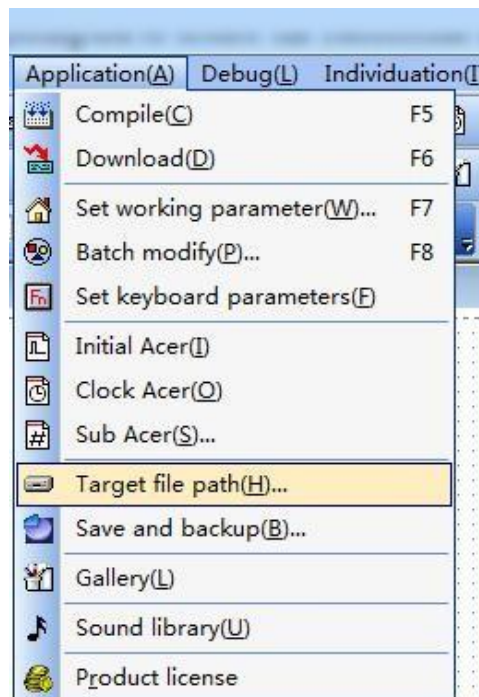 Application(A) Debug(L) Individuation(I
Compile(C) F5
Download(D) F6
Set working parameter(W)... F7
Batch modify(P)... F8
Set keyboard parameters(F)
Initial Acer(I)
Clock Acer(O)
Sub Acer(S)...
Target file path(H)...
Save and backup(B)...
Gallery(L)
Sound library(U)
Product license